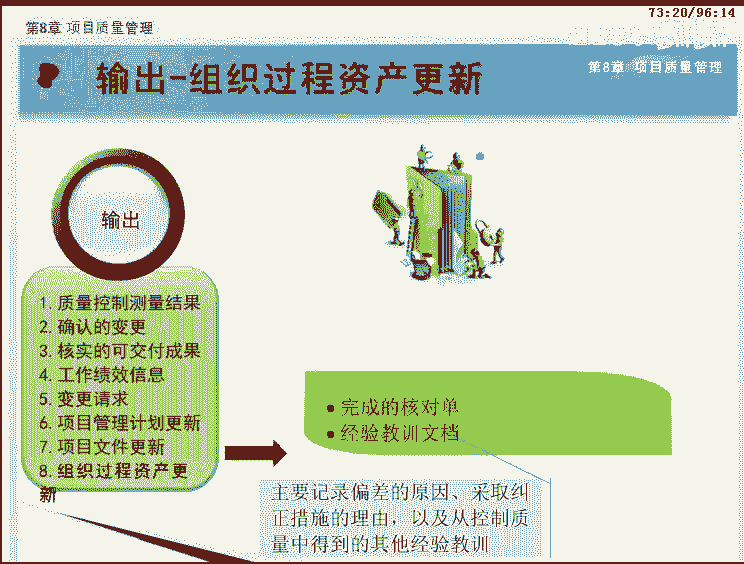 73:20/96:14
第8章 项目质量管理
输出-组织过程资产更新
第8章 项目质量管理
输出
1. 质量控制测量结果
2. 确认的变更
3. 核实的可交付成果
4. 工作绩效信息
5. 变更请求
6. 项目管理计划更新
7. 项目文件更新
8. 组织过程资产更
新
• 完成的核对单
• 经验教训文档
主要记录偏差的原因、采取纠
正措施的理由，以及从控制质
量中得到的其他经验教训